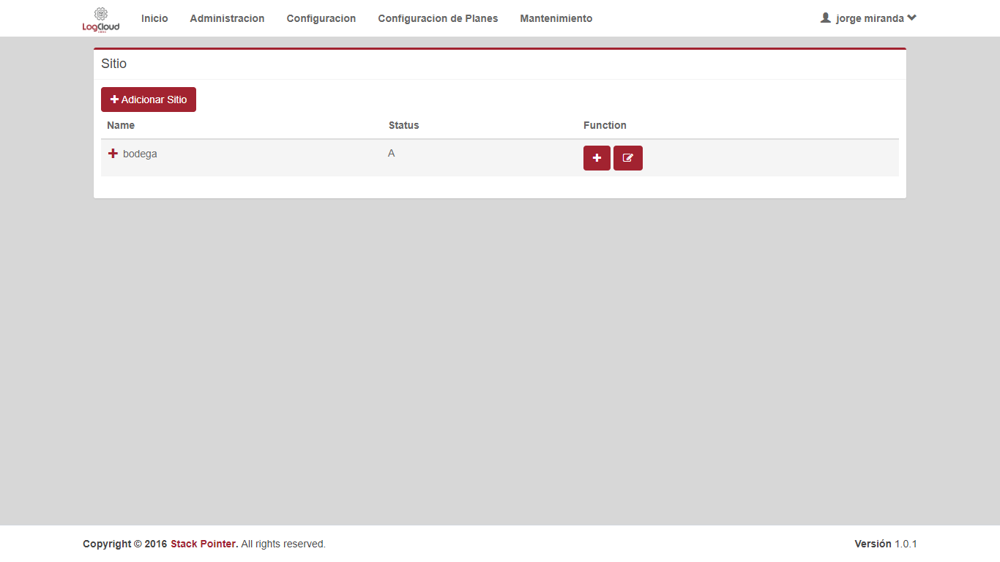 LogCloud
Inicio Administracion Configuracion Configuracion de Planes Mantenimiento jorge miranda
Sitio
Adicionar Sitio
Name Status Function
bodega A
Copyright © 2016 Stack Pointer. All rights reserved. Versión 1.0.1